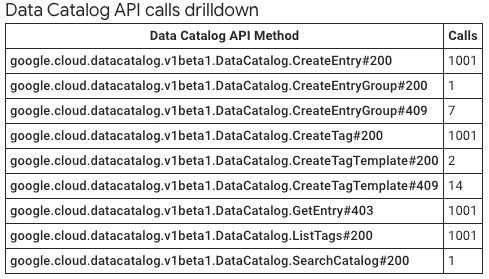 Data Catalog API calls drilldown
Data Catalog API Method Calls
google.cloud.datacatalog.v1beta1.DataCatalog.CreateEntry#200 1001
google.cloud.datacatalog.v1beta1.DataCatalog.CreateEntryGroup#200 1
google.cloud.datacatalog.v1beta1.DataCatalog.CreateEntryGroup#409 7
google.cloud.datacatalog.v1beta1.DataCatalog.CreateTag#200 1001
google.cloud.datacatalog.v1beta1.DataCatalog.CreateTagTemplate#200 2
google.cloud.datacatalog.v1beta1.DataCatalog.CreateTagTemplate#409 14
google.cloud.datacatalog.v1beta1.DataCatalog.GetEntry#403 1001
google.cloud.datacatalog.v1beta1.DataCatalog.ListTags#200 1001
google.cloud.datacatalog.v1beta1.DataCatalog.SearchCatalog#200 1